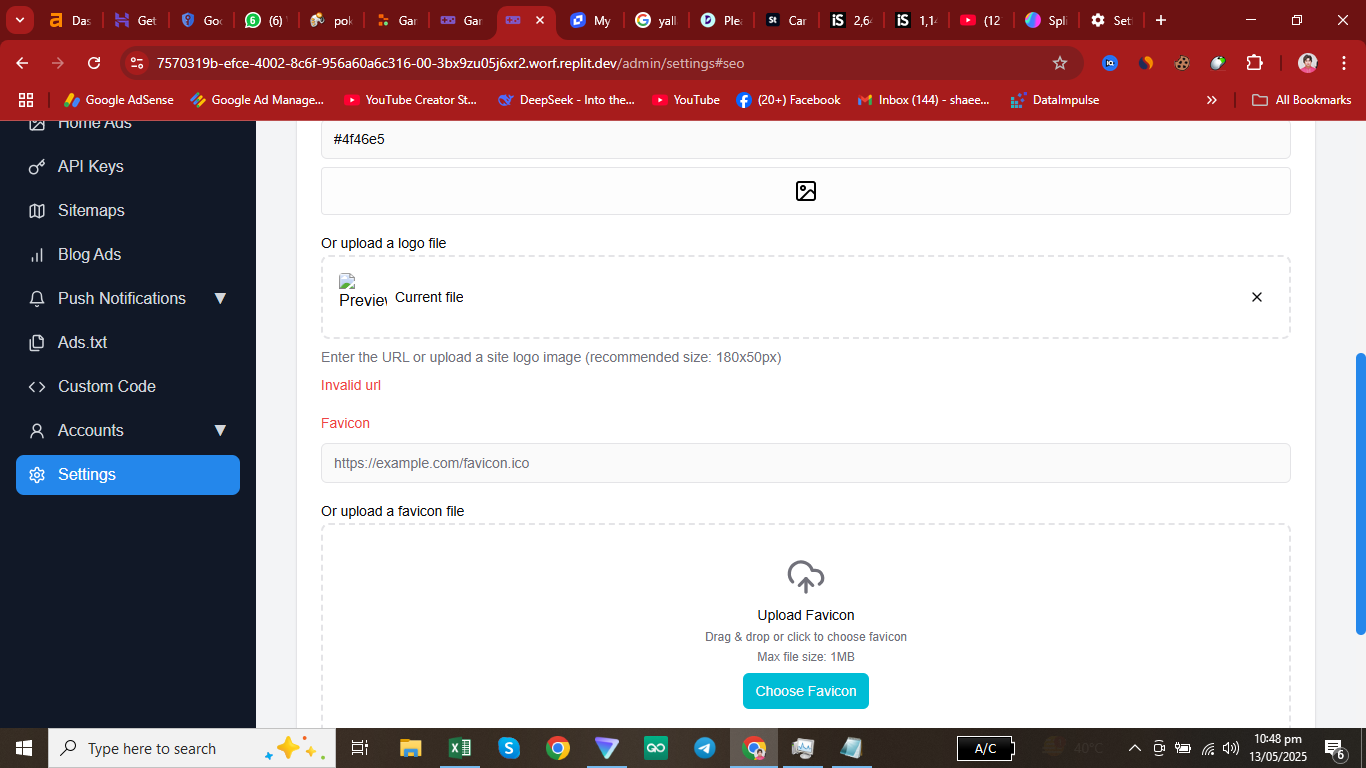 Das
Get
Goo
(6)
pok
Gar
Gar
My
yall
Plea
Car
2,6
1,1
(12
Spli
Set
7570319b-efce-4002-8c6f-956a60a6c316-00-3bx9zu05j6xr2.worf.replit.dev/admin/settings#seo
Google AdSense
Google Ad Manage...
YouTube Creator St...
DeepSeek - Into the...
YouTube
(20+) Facebook
Inbox (144) - shaee...
DataImpulse
»
All Bookmarks
Home Ads
API Keys
Sitemaps
Blog Ads
Push Notifications
Ads.txt
Custom Code
Accounts
Settings
#4f46e5
Or upload a logo file
Preview
Current file
Enter the URL or upload a site logo image (recommended size: 180x50px)
Invalid url
Favicon
https://example.com/favicon.ico
Or upload a favicon file
Upload Favicon
Drag & drop or click to choose favicon
Max file size: 1MB
Choose Favicon
Type here to search
A/C
40°C
10:48 pm
13/05/2025
6